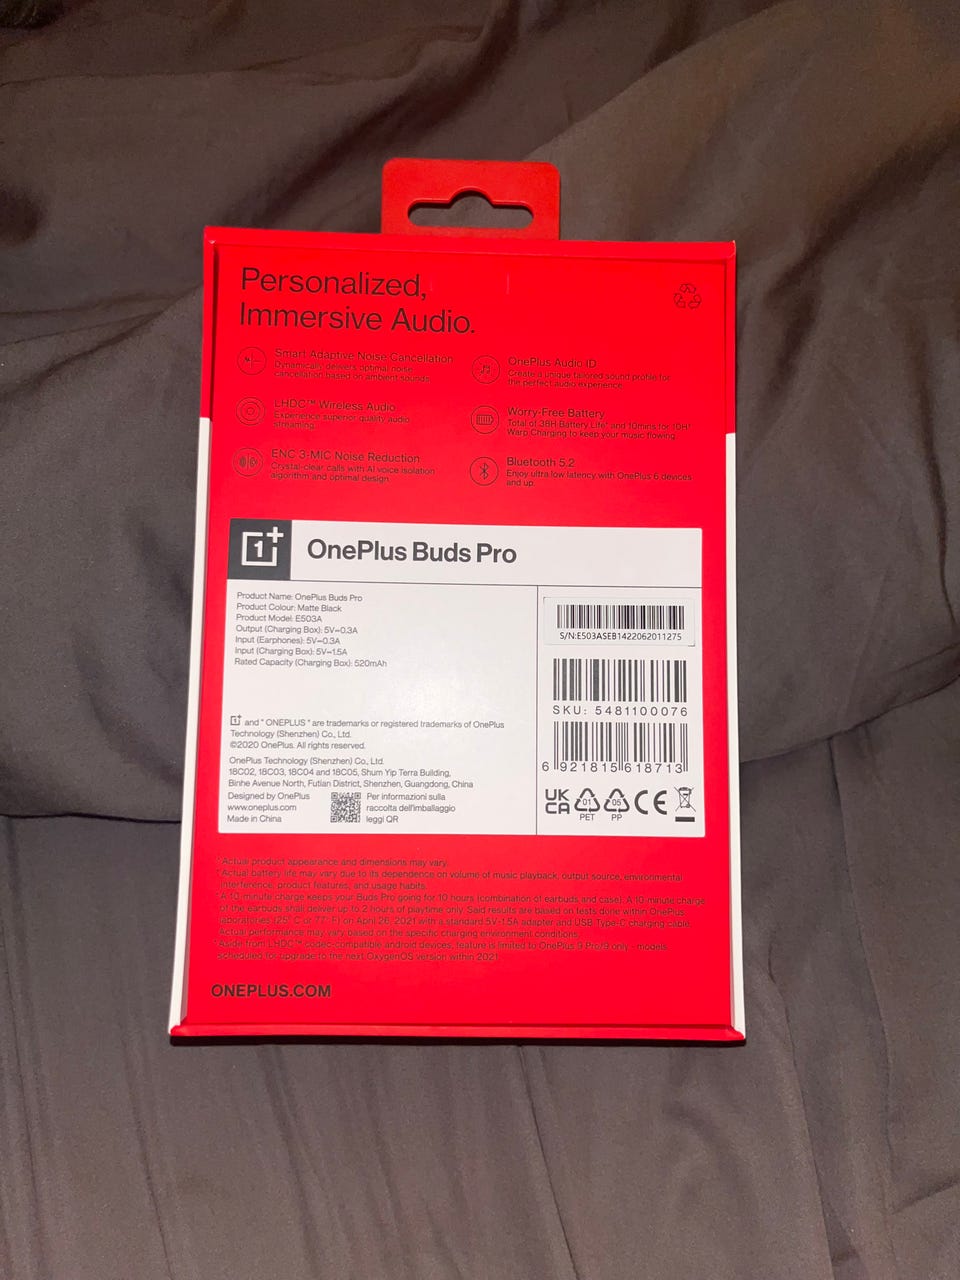 Personalized,
Immersive Audio.
Smart Adaptive Noise Cancellation
Dynamically delivers optimal noise
cancellation based on ambient sounds.
LHDC™ Wireless Audio
Experience superior quality audio
streaming.
ENC 3-MIC Noise Reduction
Crystal-clear calls with AI voice isolation
algorithm and optimal design.
OnePlus Audio ID
Create a unique tailored sound profile for
the perfect audio experience.
Worry-Free Battery
Total of 38H Battery Life and 10mins for 10H
Warp Charging to keep your music flowing.
Bluetooth 5.2
Enjoy ultra low latency with OnePlus 6 devices
and up.
1+ OnePlus Buds Pro
Product Name: OnePlus Buds Pro
Product Colour: Matte Black
Product Model: E503A
Output (Charging Box): 5V⎓0.3A
Input (Earphones): 5V⎓0.3A
Input (Charging Box): 5V⎓1.5A
Rated Capacity (Charging Box): 520mAh
1+ and " ONEPLUS " are trademarks or registered trademarks of OnePlus
Technology (Shenzhen) Co., Ltd.
©2020 OnePlus. All rights reserved.
OnePlus Technology (Shenzhen) Co., Ltd.
18C02, 18C03, 18C04 and 18C05, Shum Yip Terra Building,
Binhe Avenue North, Futian District, Shenzhen, Guangdong, China
Designed by OnePlus
www.oneplus.com
Made in China
Per informazioni sulla
raccolta dell'imballaggio
leggi QR
S/N:E503ASEB1422062011275
SKU: 5481100076
6 921815 618713
UK
CA
01
PET
05
PP
CE
Actual product appearance and dimensions may vary.
Actual battery life may vary due to its dependence on volume of music playback, output source, environmental
interference, product features, and usage habits.
A 10-minute charge keeps your Buds Pro going for 10 hours (combination of earbuds and case). A 10-minute charge
of the earbuds shall deliver up to 2 hours of playtime only. Said results are based on tests done within OnePlus
laboratories (25° C or 77° F) on April 26, 2021 with a standard 5V⎓1.5A adapter and USB Type-C charging cable.
Actual performance may vary based on the specific charging environment conditions.
Aside from LHDC™ codec-compatible android devices, feature is limited to OnePlus 9 Pro/9 only - models
scheduled for upgrade to the next OxygenOS version within 2021.
ONEPLUS.COM